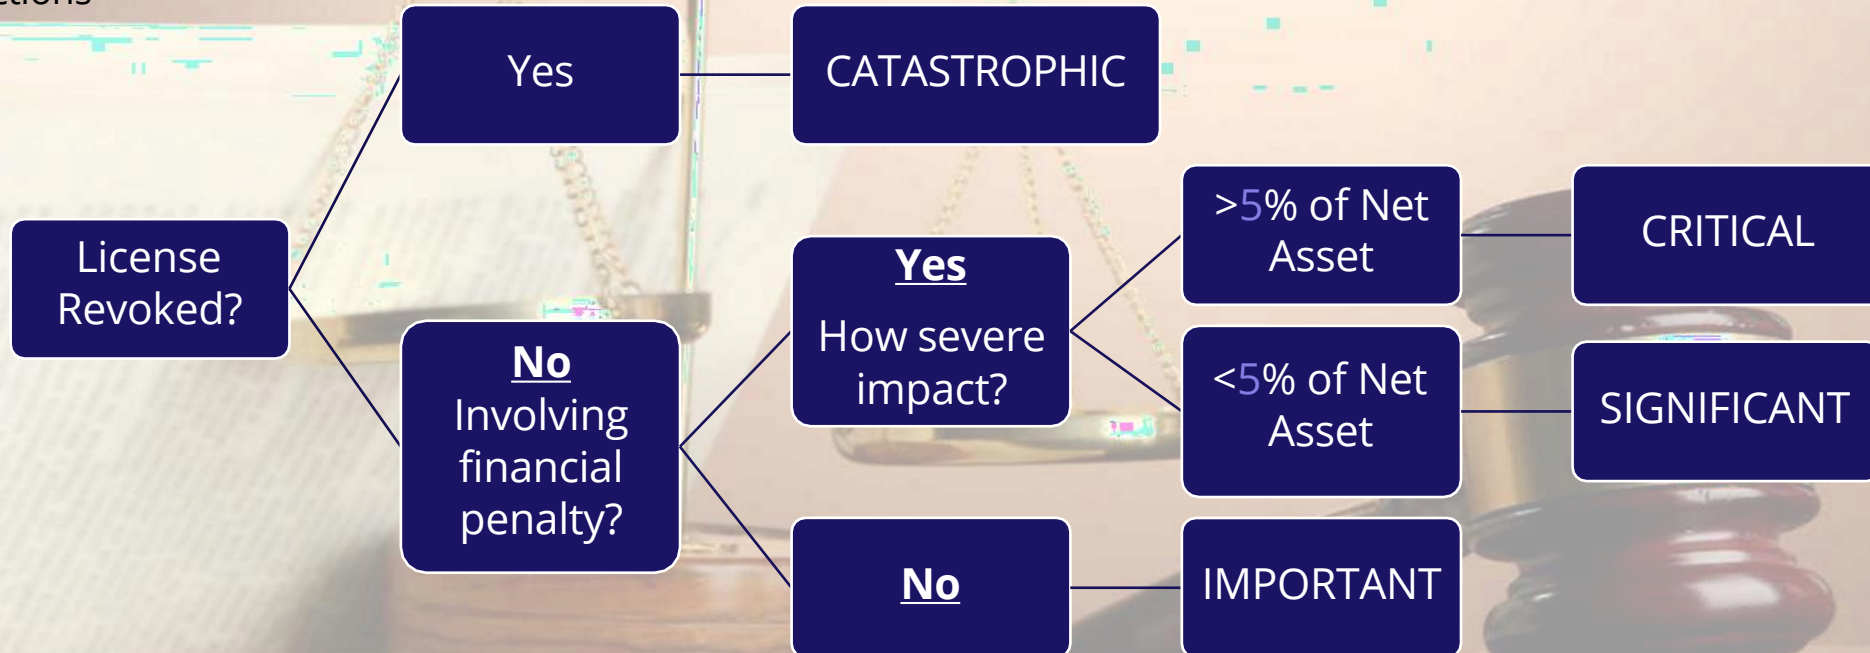 Yes
CATASTROPHIC
License
Revoked?
No
Involving
financial
penalty?
Yes
How severe
impact?
>5% of Net
Asset
CRITICAL
<5% of Net
Asset
SIGNIFICANT
No
IMPORTANT